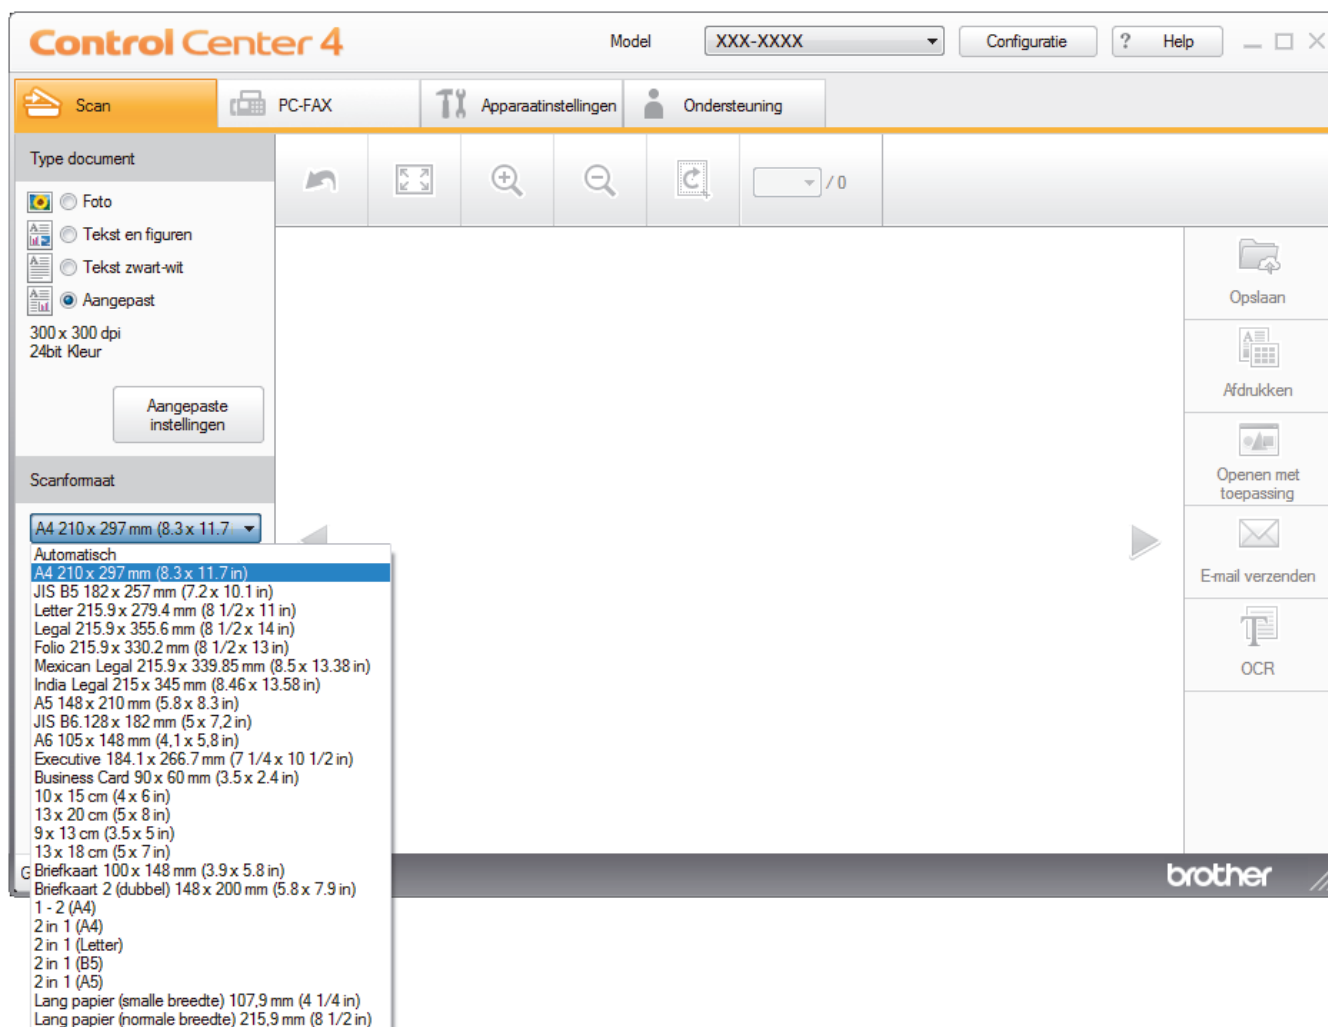 Control Center 4
Model
XXX-XXXX
Configuratie
? Help
Scan
PC-FAX
Apparaatinstellingen
Ondersteuning
Type document
Foto
Tekst en figuren
Tekst zwart-wit
Aangepast
300 x 300 dpi
24bit Kleur
Aangepaste
instellingen
/ 0
Scanformaat
A4 210 x 297 mm (8.3 x 11.7
Automatisch
A4 210 x 297 mm (8.3 x 11.7 in)
JIS B5 182 x 257 mm (7.2 x 10.1 in)
Letter 215.9 x 279.4 mm (8 1/2 x 11 in)
Legal 215.9 x 355.6 mm (8 1/2 x 14 in)
Folio 215.9 x 330.2 mm (8 1/2 x 13 in)
Mexican Legal 215.9 x 339.85 mm (8.5 x 13.38 in)
India Legal 215 x 345 mm (8.46 x 13.58 in)
A5 148 x 210 mm (5.8 x 8.3 in)
JIS B6.128 x 182 mm (5 x 7,2 in)
A6 105 x 148 mm (4,1 x 5,8 in)
Executive 184.1 x 266.7 mm (7 1/4 x 10 1/2 in)
Business Card 90 x 60 mm (3.5 x 2.4 in)
10 x 15 cm (4 x 6 in)
13 x 20 cm (5 x 8 in)
9 x 13 cm (3.5 x 5 in)
13 x 18 cm (5 x 7 in)
Briefkaart 100 x 148 mm (3.9 x 5.8 in)
Briefkaart 2 (dubbel) 148 x 200 mm (5.8 x 7.9 in)
1 - 2 (A4)
2 in 1 (A4)
2 in 1 (Letter)
2 in 1 (B5)
2 in 1 (A5)
Lang papier (smalle breedte) 107,9 mm (4 1/4 in)
Lang papier (normale breedte) 215,9 mm (8 1/2 in)
Opslaan
Afdrukken
Openen met
toepassing
E-mail verzenden
OCR
brother